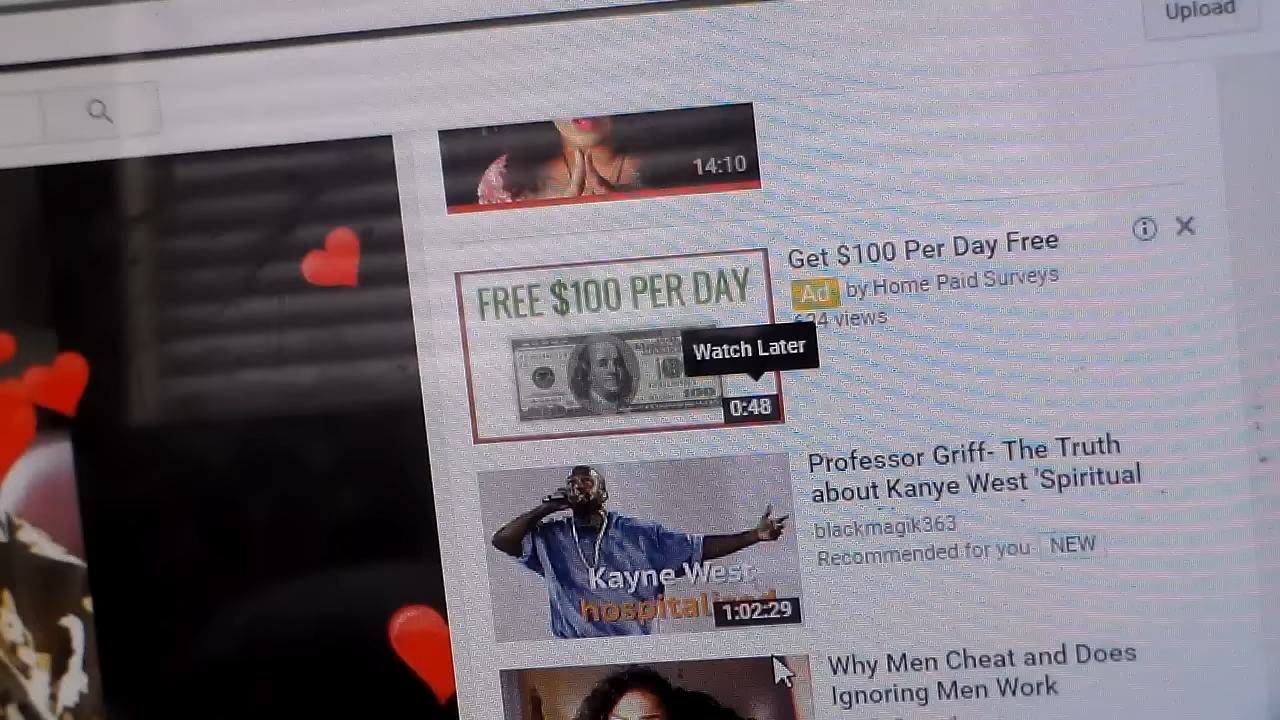 Upload
14:10
FREE $100 PER DAY
Watch Later
0:48
Get $100 Per Day Free
Ad by Home Paid Surveys
views
Kayne West
1:02:29
Professor Griff- The Truth
about Kanye West 'Spiritual
blackmagik363
Recommended for you NEW
Why Men Cheat and Does
Ignoring Men Work